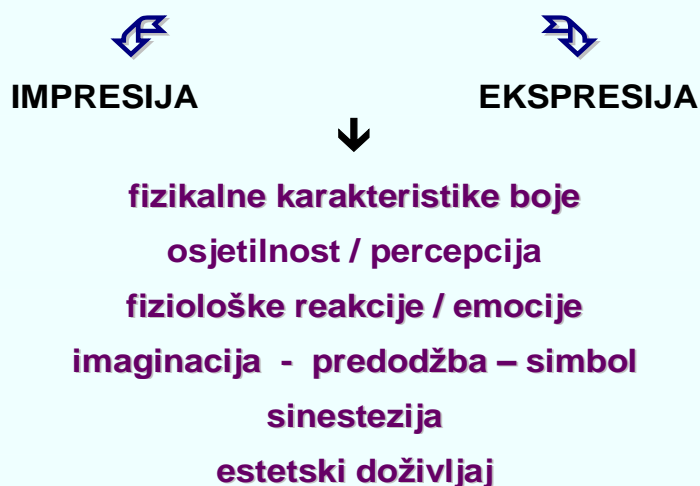 IMPRESIJA EKSPRESIJA
fizikalne karakteristike boje
osjetilnost / percepcija
fiziološke reakcije / emocije
imaginacija - predodžba – simbol
sinestezija
estetski doživljaj